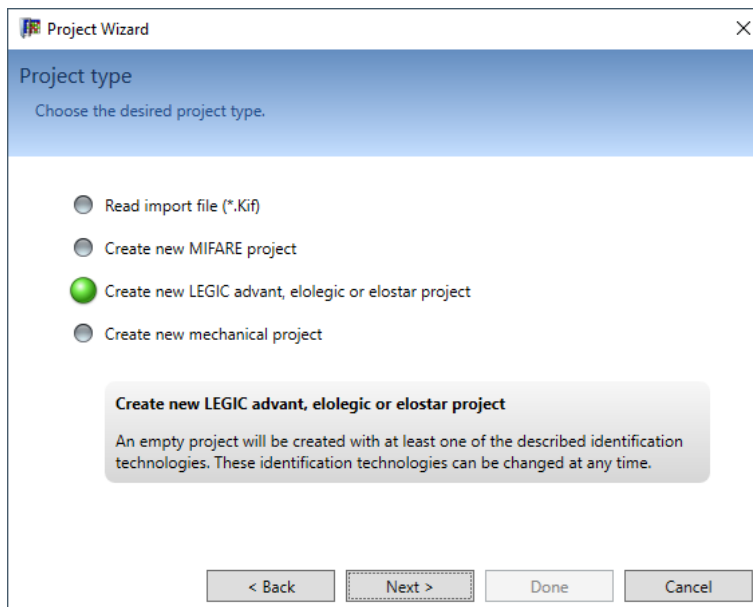 Project Wizard
Project type
Choose the desired project type.
Read import file (*.Kif)
Create new MIFARE project
Create new LEGIC advant, elolegic or elostar project
Create new mechanical project
Create new LEGIC advant, elolegic or elostar project
An empty project will be created with at least one of the described identification
technologies. These identification technologies can be changed at any time.
< Back Next > Done Cancel